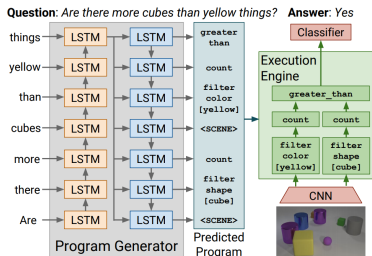 Question: Are there more cubes than yellow things? Answer: Yes
things
yellow
than
cubes
more
there
Are
LSTM
LSTM
LSTM
LSTM
LSTM
LSTM
LSTM
LSTM
LSTM
LSTM
LSTM
LSTM
LSTM
LSTM
Program Generator
greater
than
count
filter
color
[yellow]
<SCENE>
count
filter
shape
[cube]
<SCENE>
Predicted
Program
Classifier
Execution
Engine
greater_than
count
count
filter
color
[yellow]
filter
shape
[cube]
CNN